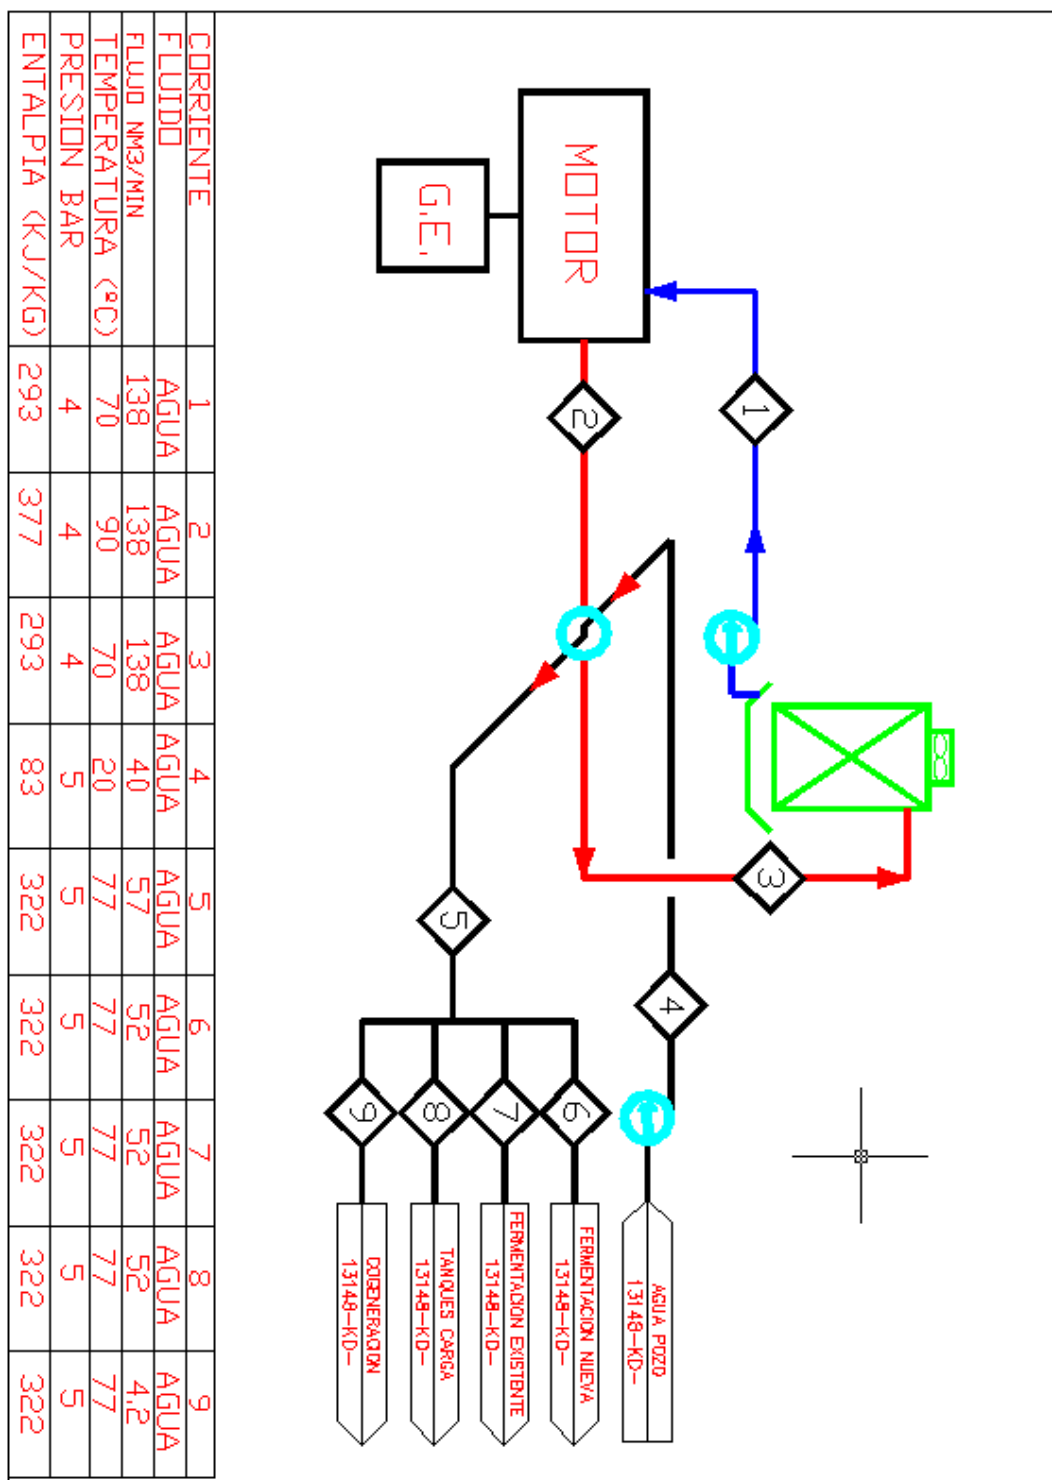 MOTOR
G.E.
1
2
3
4
5
6
7
8
9
AGUA POZO
13148-KD-
FERMENTACION NUEVA
13148-KD-
FERMENTACION EXISTENTE
13148-KD-
TANQUES CARGA
13148-KD-
COGENERACION
13148-KD-
CORRIENTE 1 2 3 4 5 6 7 8 9
FLUIDO AGUA AGUA AGUA AGUA AGUA AGUA AGUA AGUA AGUA
FLUJO NM3/MIN 138 138 138 40 57 52 52 52 4,2
TEMPERATURA (ºC) 70 90 70 20 77 77 77 77 77
PRESION BAR 4 4 4 5 5 5 5 5 5
ENTALPIA (KJ/KG) 293 377 293 83 322 322 322 322 322